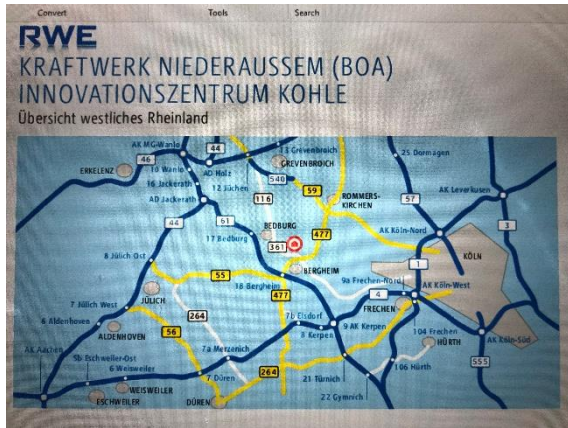 Convert
Tools
Search
RWE
KRAFTWERK NIEDERAUSSEM (BOA)
INNOVATIONSZENTRUM KOHLE
Übersicht westliches Rheinland
AK MG-Wanlo
44
13 Grevenbroich
25 Dormagen
46
GREVENBROICH
ERKELENZ
10 Wanlo
AD Holz
540
16 Jackerath
12 Jüchen
59
AK Leverkusen
AD Jackerath
116
ROMMERS-
KIRCHEN
57
44
61
BEDBURG
477
AK Köln-Nord
3
17 Bedburg
361
KÖLN
8 Jülich Ost
BERGHEIM
1
55
9a Frechen-Nord
AK Köln-West
18 Bergheim
JÜLICH
477
4
7 Jülich West
FRECHEN
264
7b Elsdorf
6 Aldenhoven
56
9 AK Kerpen
104 Frechen
ALDENHOVEN
8 Kerpen
HÜRTH
AK Köln-Süd
AK Aachen
7a Merzenich
5b Eschweiler-Ost
555
6 Weisweiler
264
106 Hürth
7 Düren
21 Türnich
WEISWEILER
22 Gymnich
ESCHWEILER
DÜREN